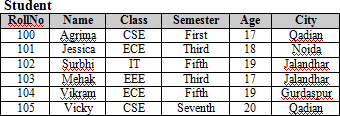 Student
RollNo Name Class Semester Age City
100 Agrima CSE First 17 Qadian
101 Jessica ECE Third 18 Noida
102 Surbhi IT Fifth 19 Jalandhar
103 Mehak EEE Third 17 Jalandhar
104 Vikram ECE Fifth 19 Gurdaspur
105 Vicky CSE Seventh 20 Qadian